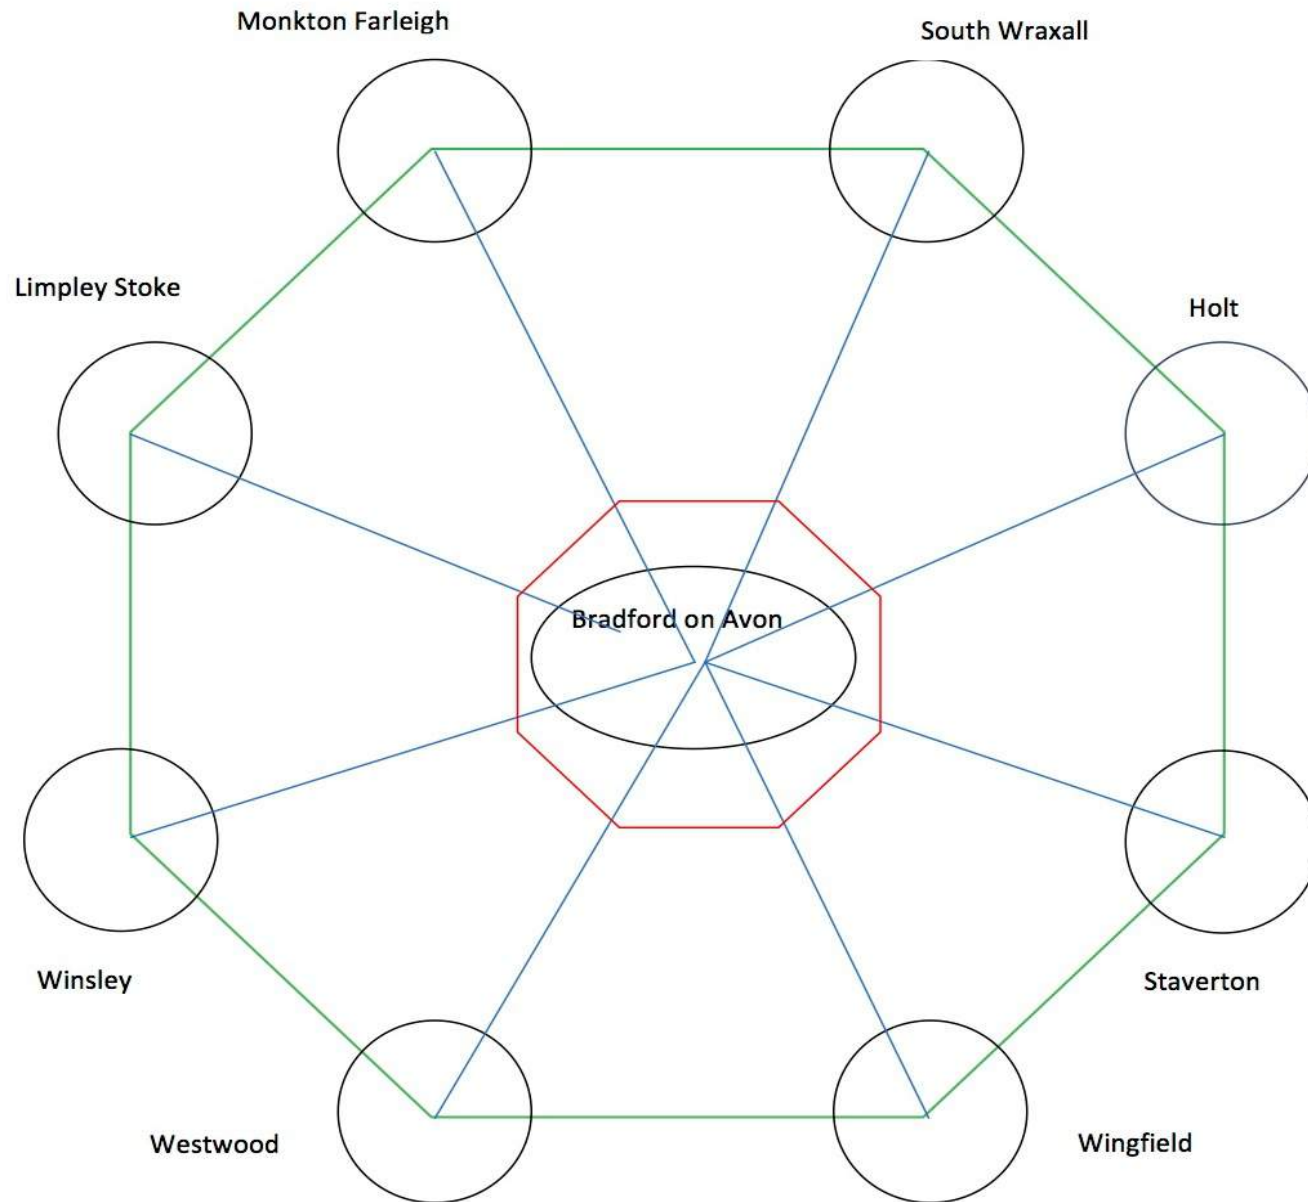 Monkton Farleigh
South Wraxall
Limpley Stoke
Holt
Bradford on Avon
Winsley
Staverton
Westwood
Wingfield